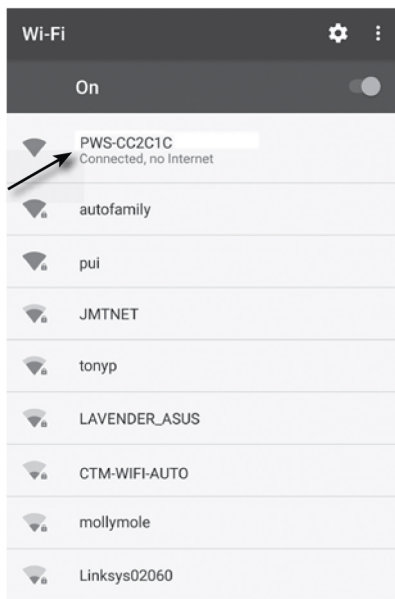 Wi-Fi
On
PWS-CC2C1C
Connected, no Internet
autofamily
pui
JMTNET
tonyp
LAVENDER_ASUS
CTM-WIFI-AUTO
mollymole
Linksys02060